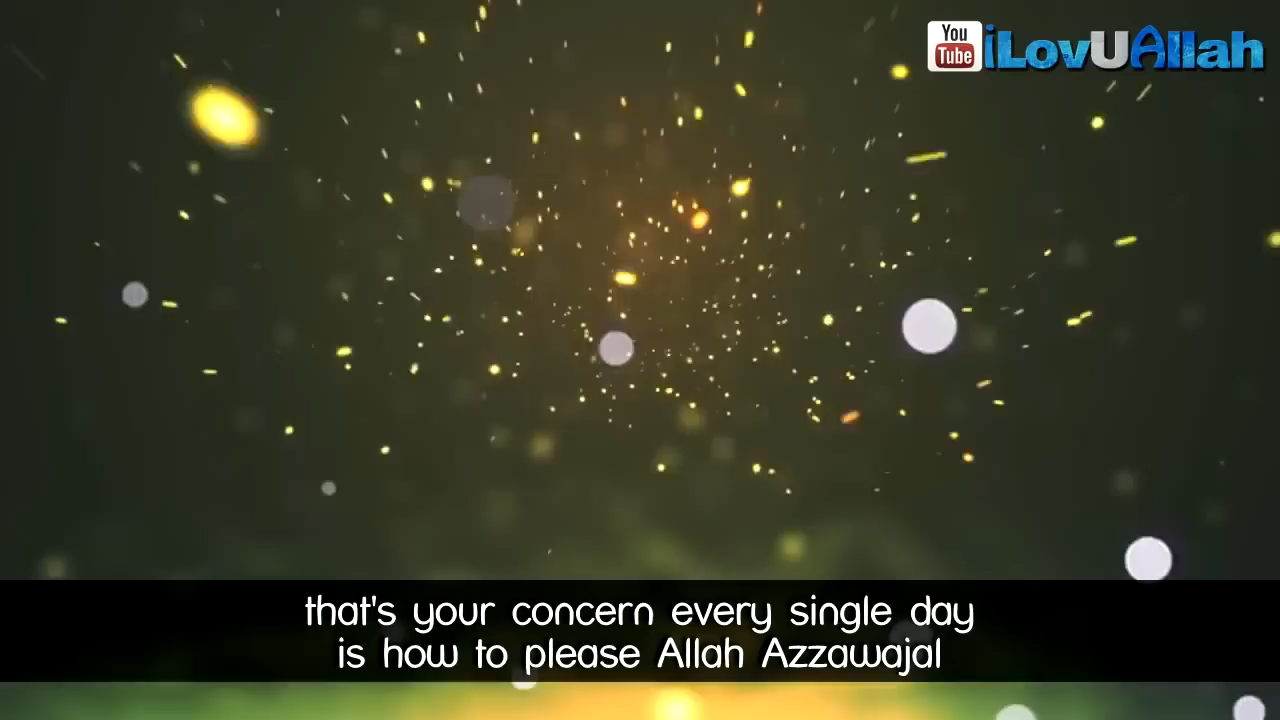 You
Tube
iLovUAllah
that's your concern every single day
is how to please Allah Azzawajal